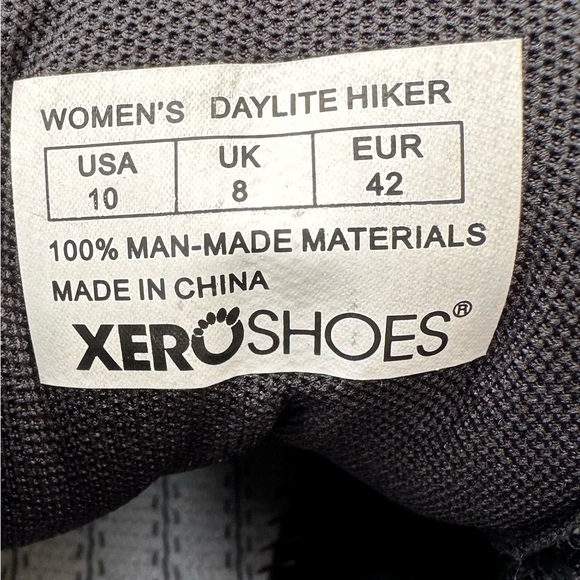 WOMEN'S DAYLITE HIKER
USA UK EUR
10 8 42
100% MAN-MADE MATERIALS
MADE IN CHINA
XEROSHOES®